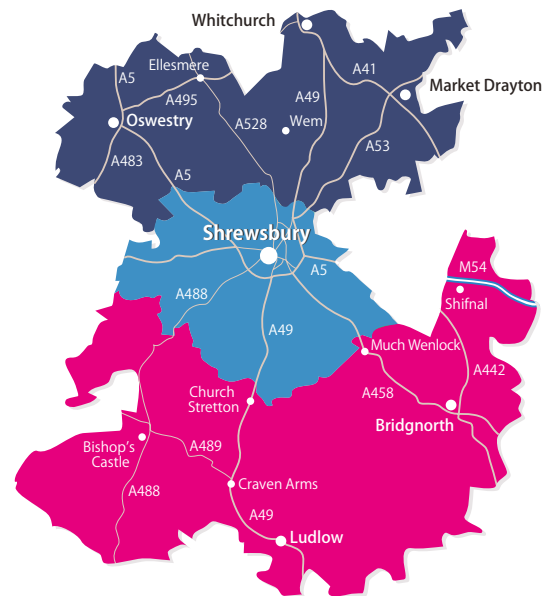 Whitchurch
Ellesmere
A5
A41
A495
A49
Market Drayton
Oswestry
A528
Wem
A53
A483
A5
Shrewsbury
A5
M54
A488
Shifnal
A49
Much Wenlock
A442
Church
Stretton
A458
Bridgnorth
Bishop's
Castle
A489
A488
Craven Arms
A49
Ludlow